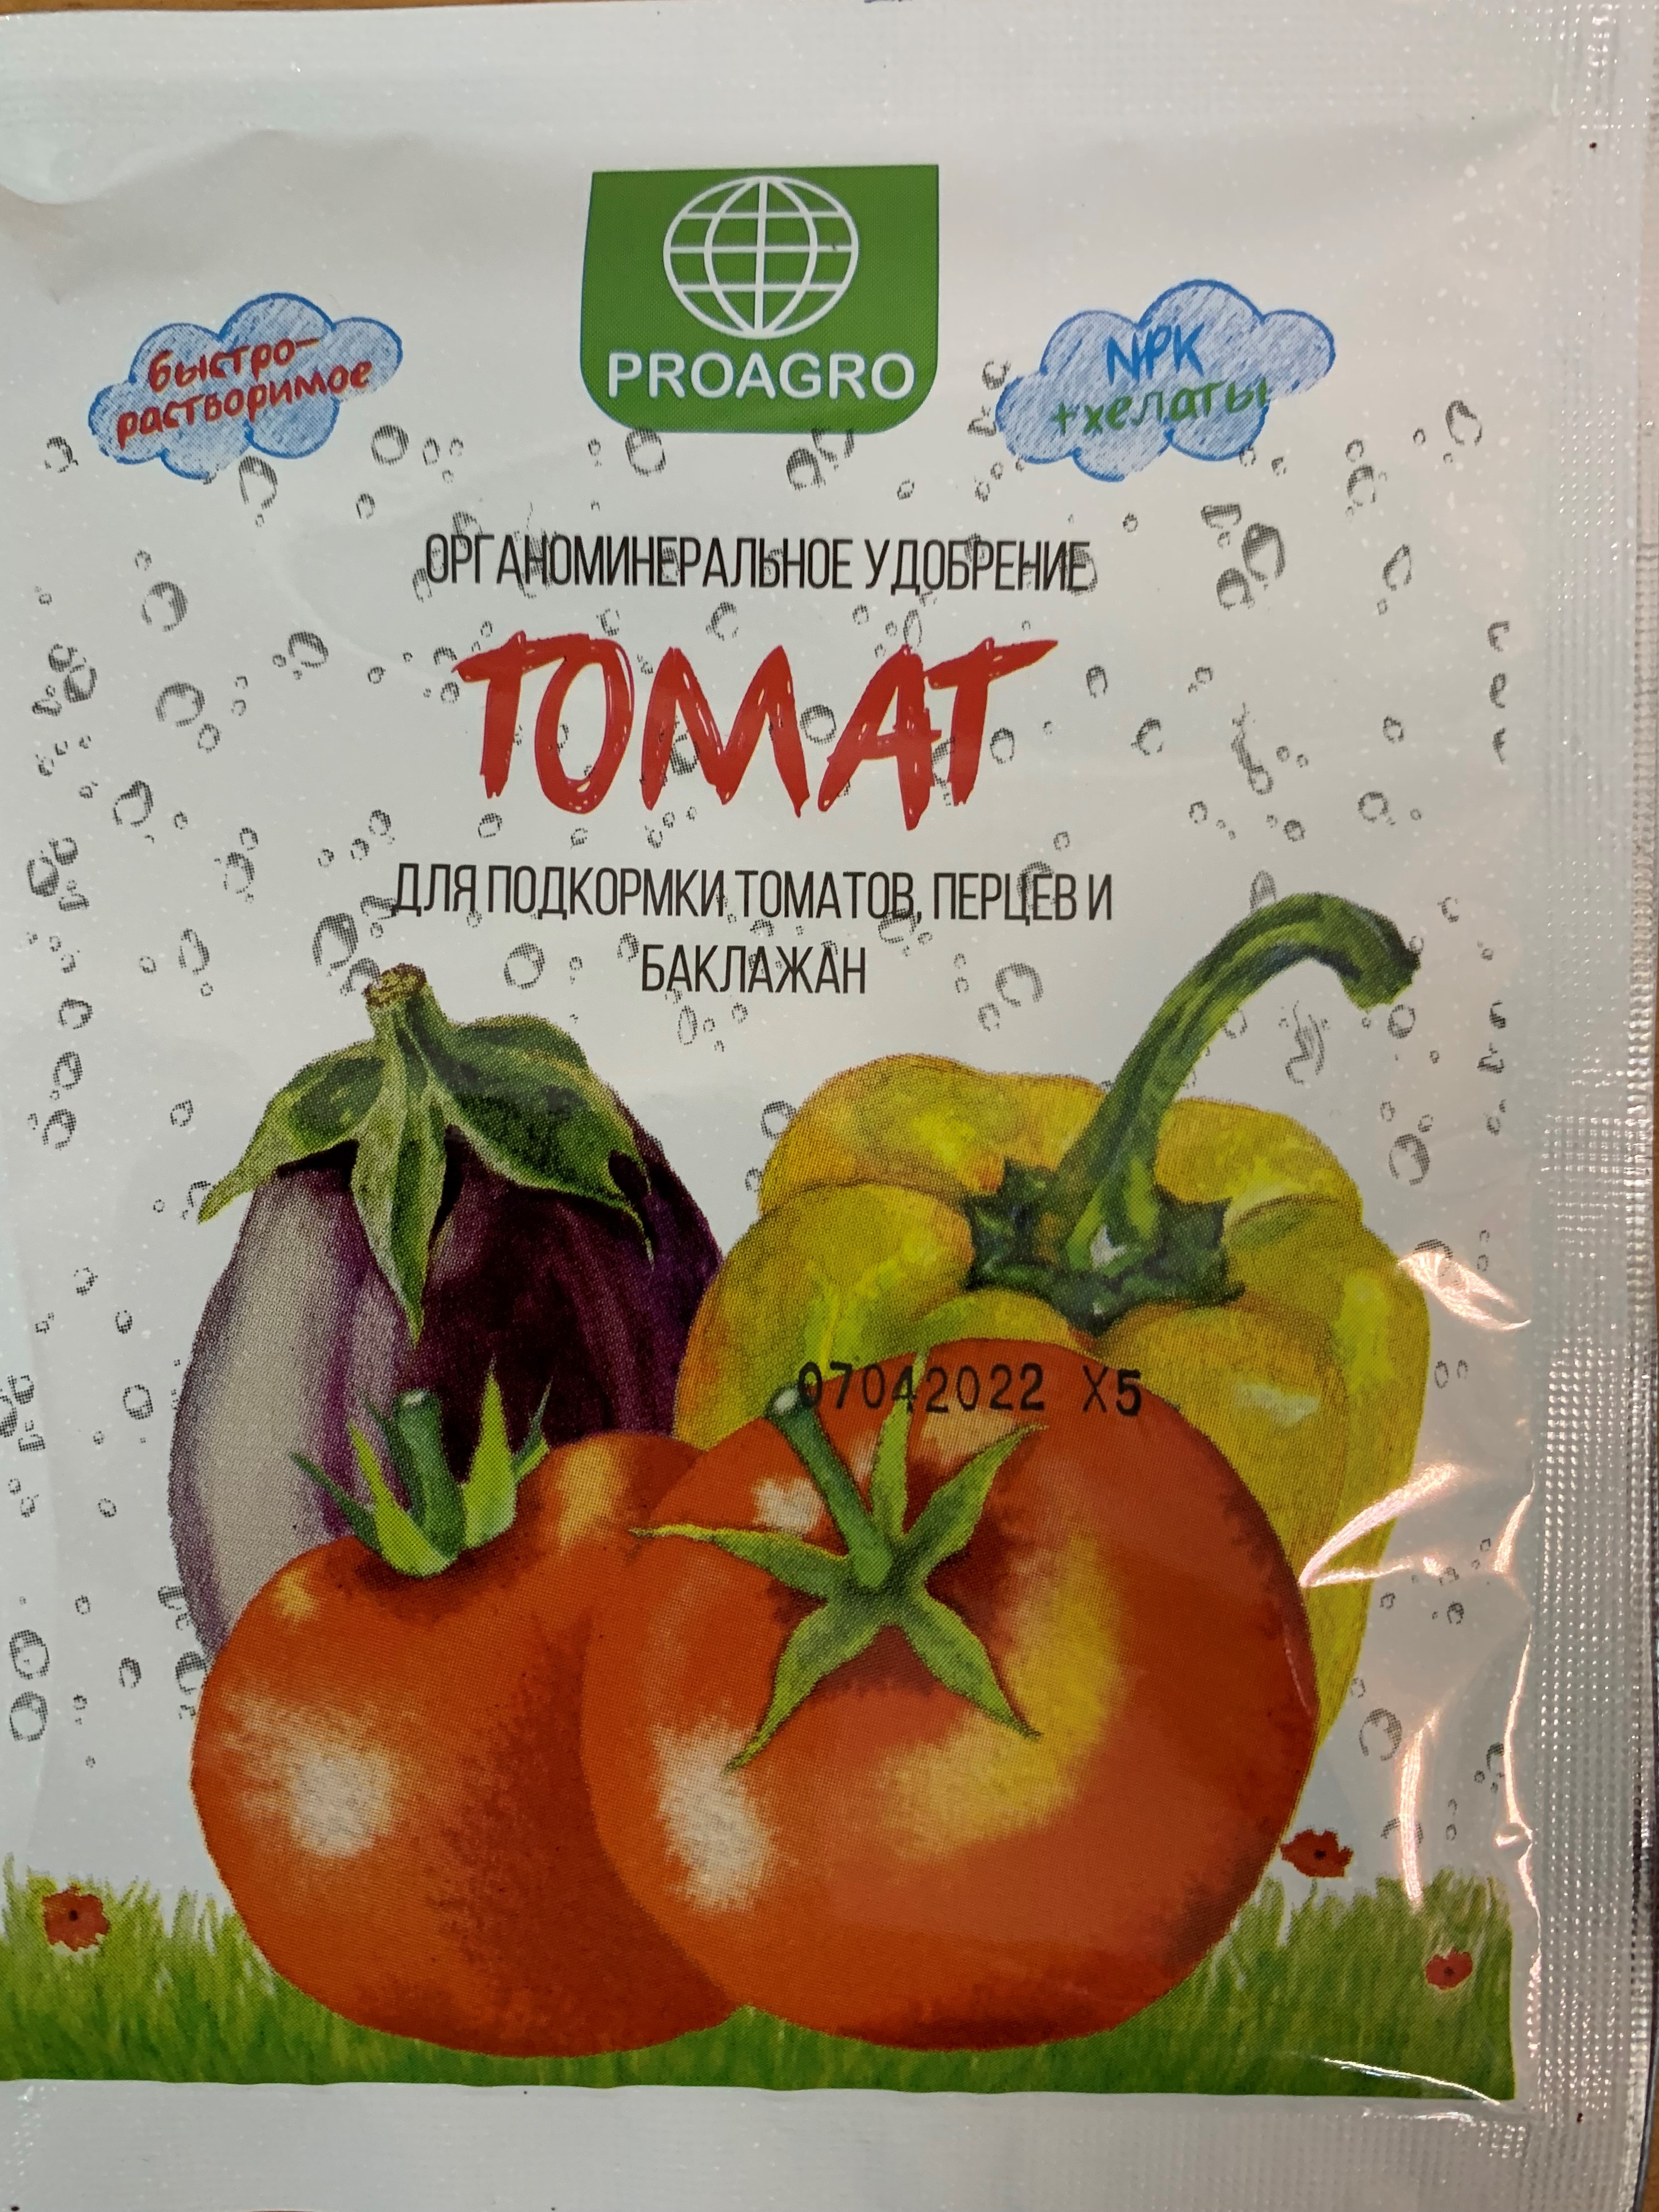 PROAGRO
быстро-
растворимое
NPK
+хелаты
ОРГАНОМИНЕРАЛЬНОЕ УДОБРЕНИЕ
ТОМАТ
ДЛЯ ПОДКОРМКИ ТОМАТОВ, ПЕРЦЕВ И
БАКЛАЖАН
07042022 X5